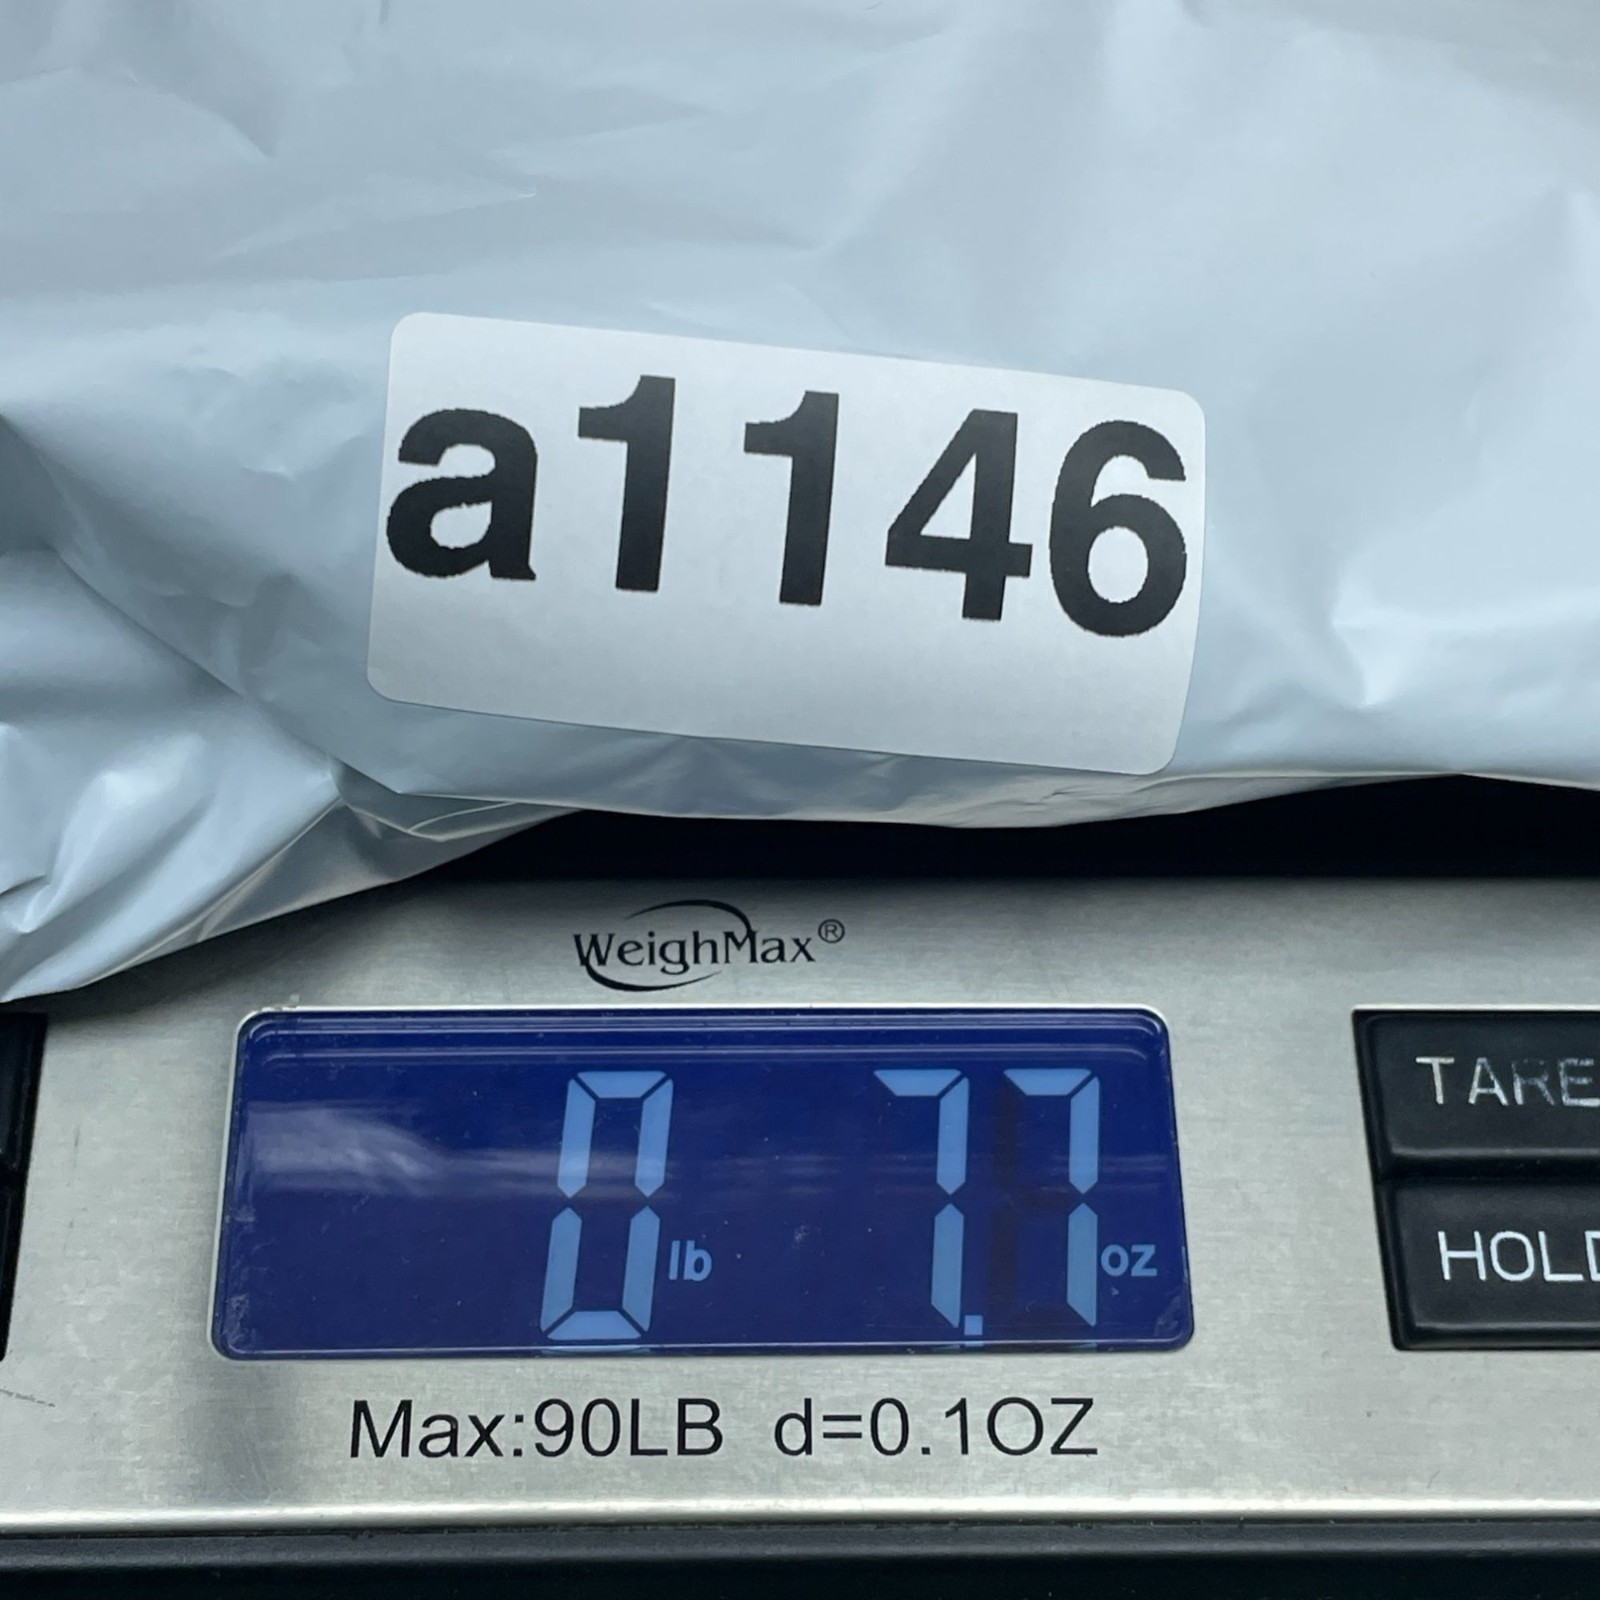 a1146
WeighMax®
0 lb 7.7 oz
TARE
HOLD
Max:90LB d=0.1OZ